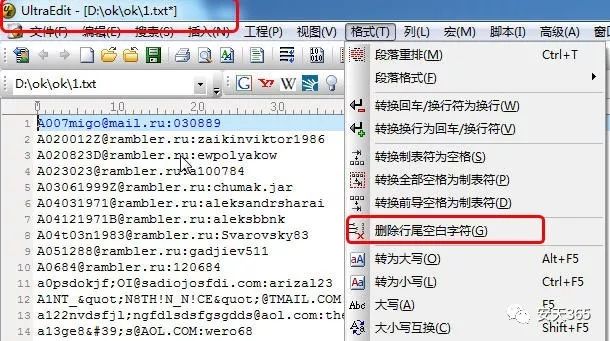 UltraEdit - [D:\ok\ok\1.txt*]
文件(F) 编辑(E) 搜索(S) 插入(N) 工程(P) 视图(V) 格式(T) 列(L) 宏(M) 脚本(I) 高级(A)
D:\ok\ok\1.txt
0 10 20 30
1 A007migo@mail.ru:030889
2 A020012Z@rambler.ru:zaikinviktor1986
3 A020823D@rambler.ru:ewpolyakow
4 A023023@rambler.ru:a100784
5 A03061999Z@rambler.ru:chumak.jar
6 A04031971B@rambler.ru:aleksandrsharai
7 A04121971B@rambler.ru:aleksbbnk
8 A04t03n1983@rambler.ru:Svarovsky83
9 A051288@rambler.ru:gadjiev511
10 A0684@rambler.ru:120684
11 a0psdokjf;OI@sadiojosfdi.com:arizal23
12 A1NT_&quot;N8TH!N_N!CE&quot;@TMAIL.COM
13 a122nvdsfjl;ngfdlsdsfgsgdds@aol.com:the
14 a13ge8&#39;s@AOL.COM:wero68
段落重排(M) Ctrl+T
段落格式(F)
转换回车/换行符为换行(W)
转换换行为回车/换行符(V)
转换制表符为空格(S)
转换全部空格为制表符(P)
转换前导空格为制表符(D)
删除行尾空白字符(G)
转为大写(O) Alt+F5
转为小写(L) Ctrl+F5
大写(A) F5
大小写互换(C) Shift+F5
安天365